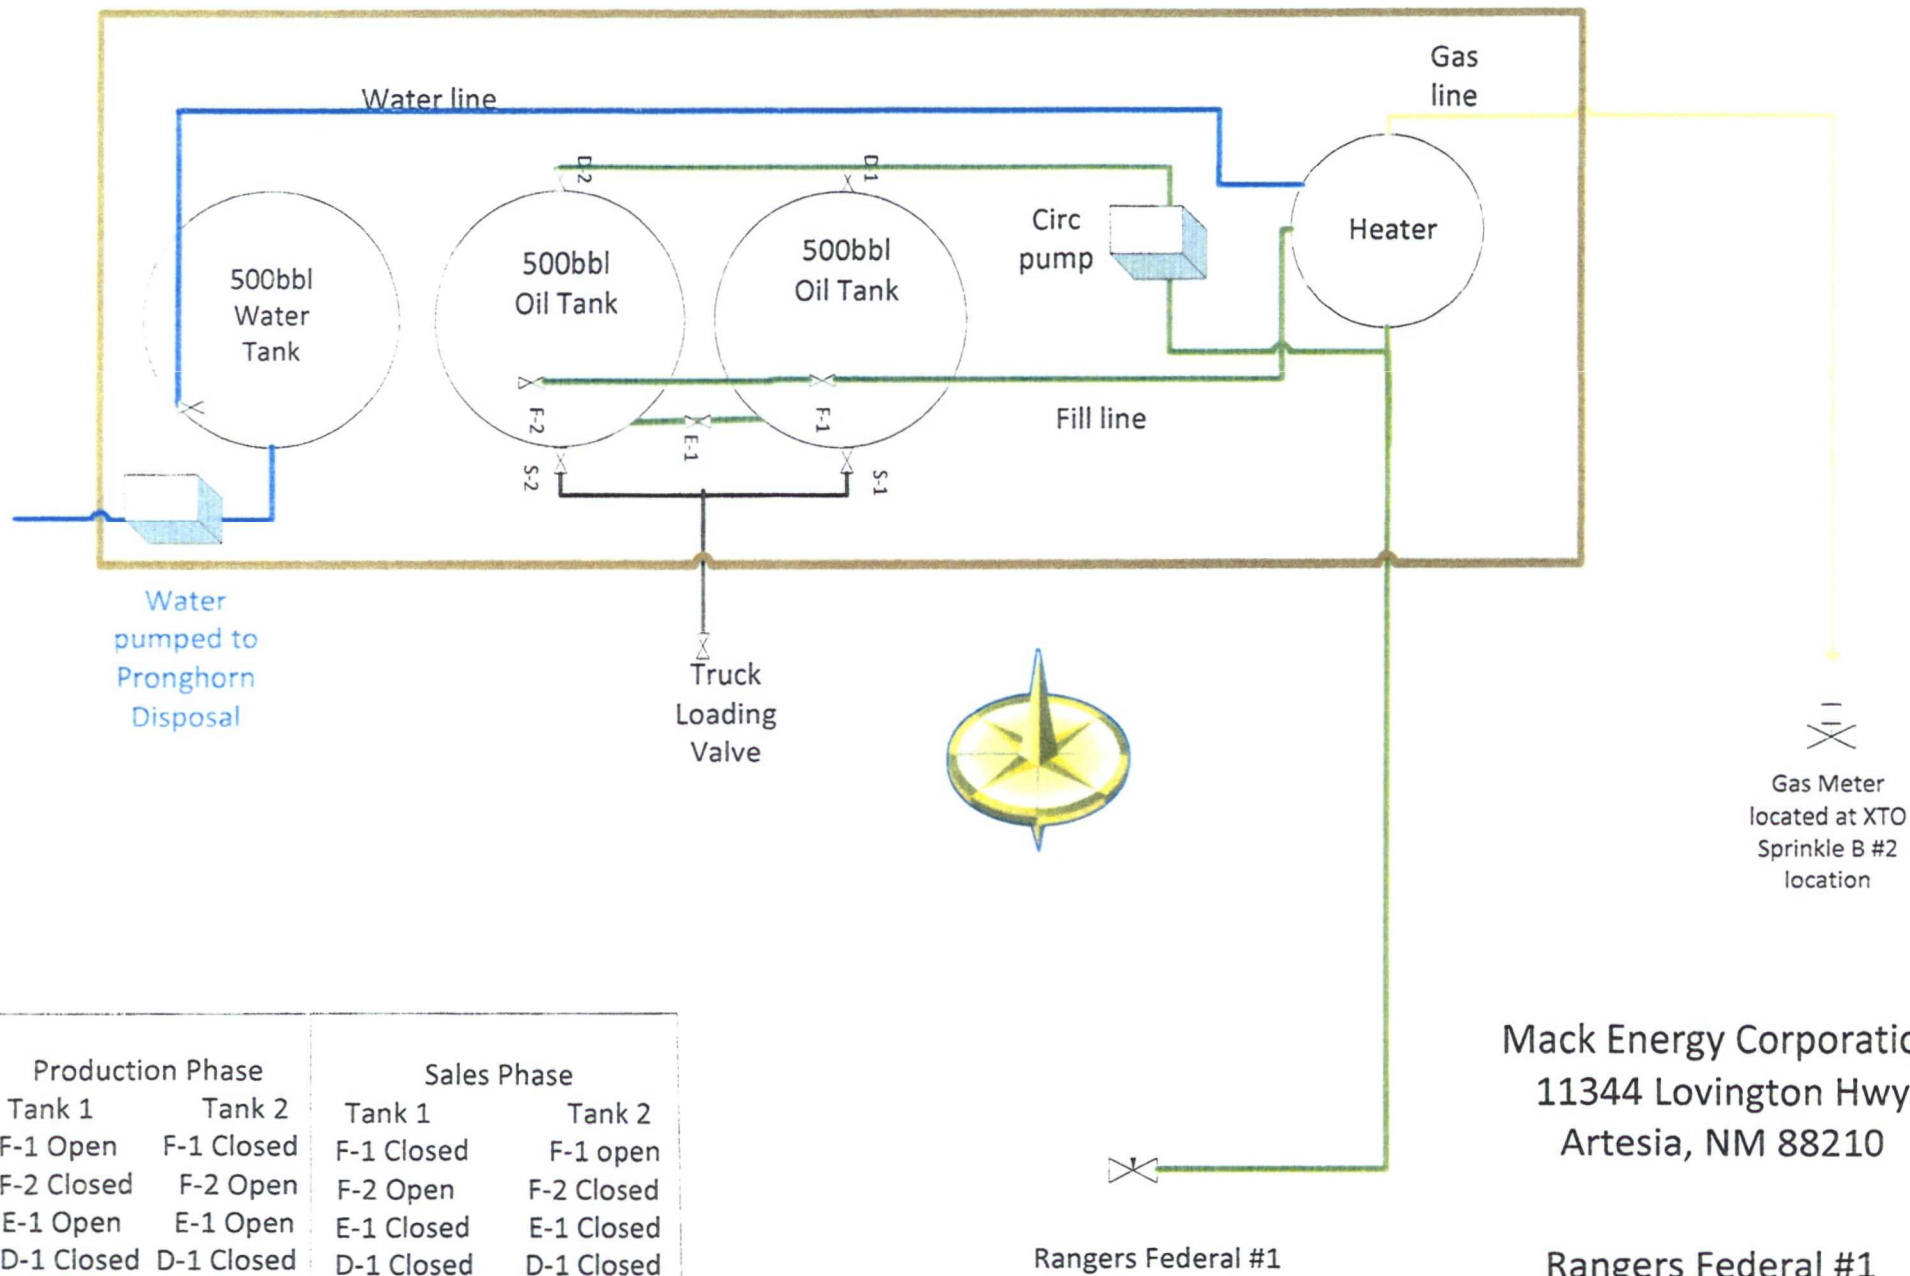 Gas
line
Water line
D-2
D-1
Circ
pump
Heater
500bbl
Water
Tank
500bbl
Oil Tank
500bbl
Oil Tank
F-2
E-1
F-1
Fill line
S-2
S-1
Water
pumped to
Pronghorn
Disposal
Truck
Loading
Valve
Gas Meter
located at XTO
Sprinkle B #2
location
Production Phase
Tank 1 Tank 2
F-1 Open F-1 Closed
F-2 Closed F-2 Open
E-1 Open E-1 Open
D-1 Closed D-1 Closed
Sales Phase
Tank 1 Tank 2
F-1 Closed F-1 open
F-2 Open F-2 Closed
E-1 Closed E-1 Closed
D-1 Closed D-1 Closed
Rangers Federal #1
Mack Energy Corporatio
11344 Lovington Hwy
Artesia, NM 88210
Rangers Federal #1